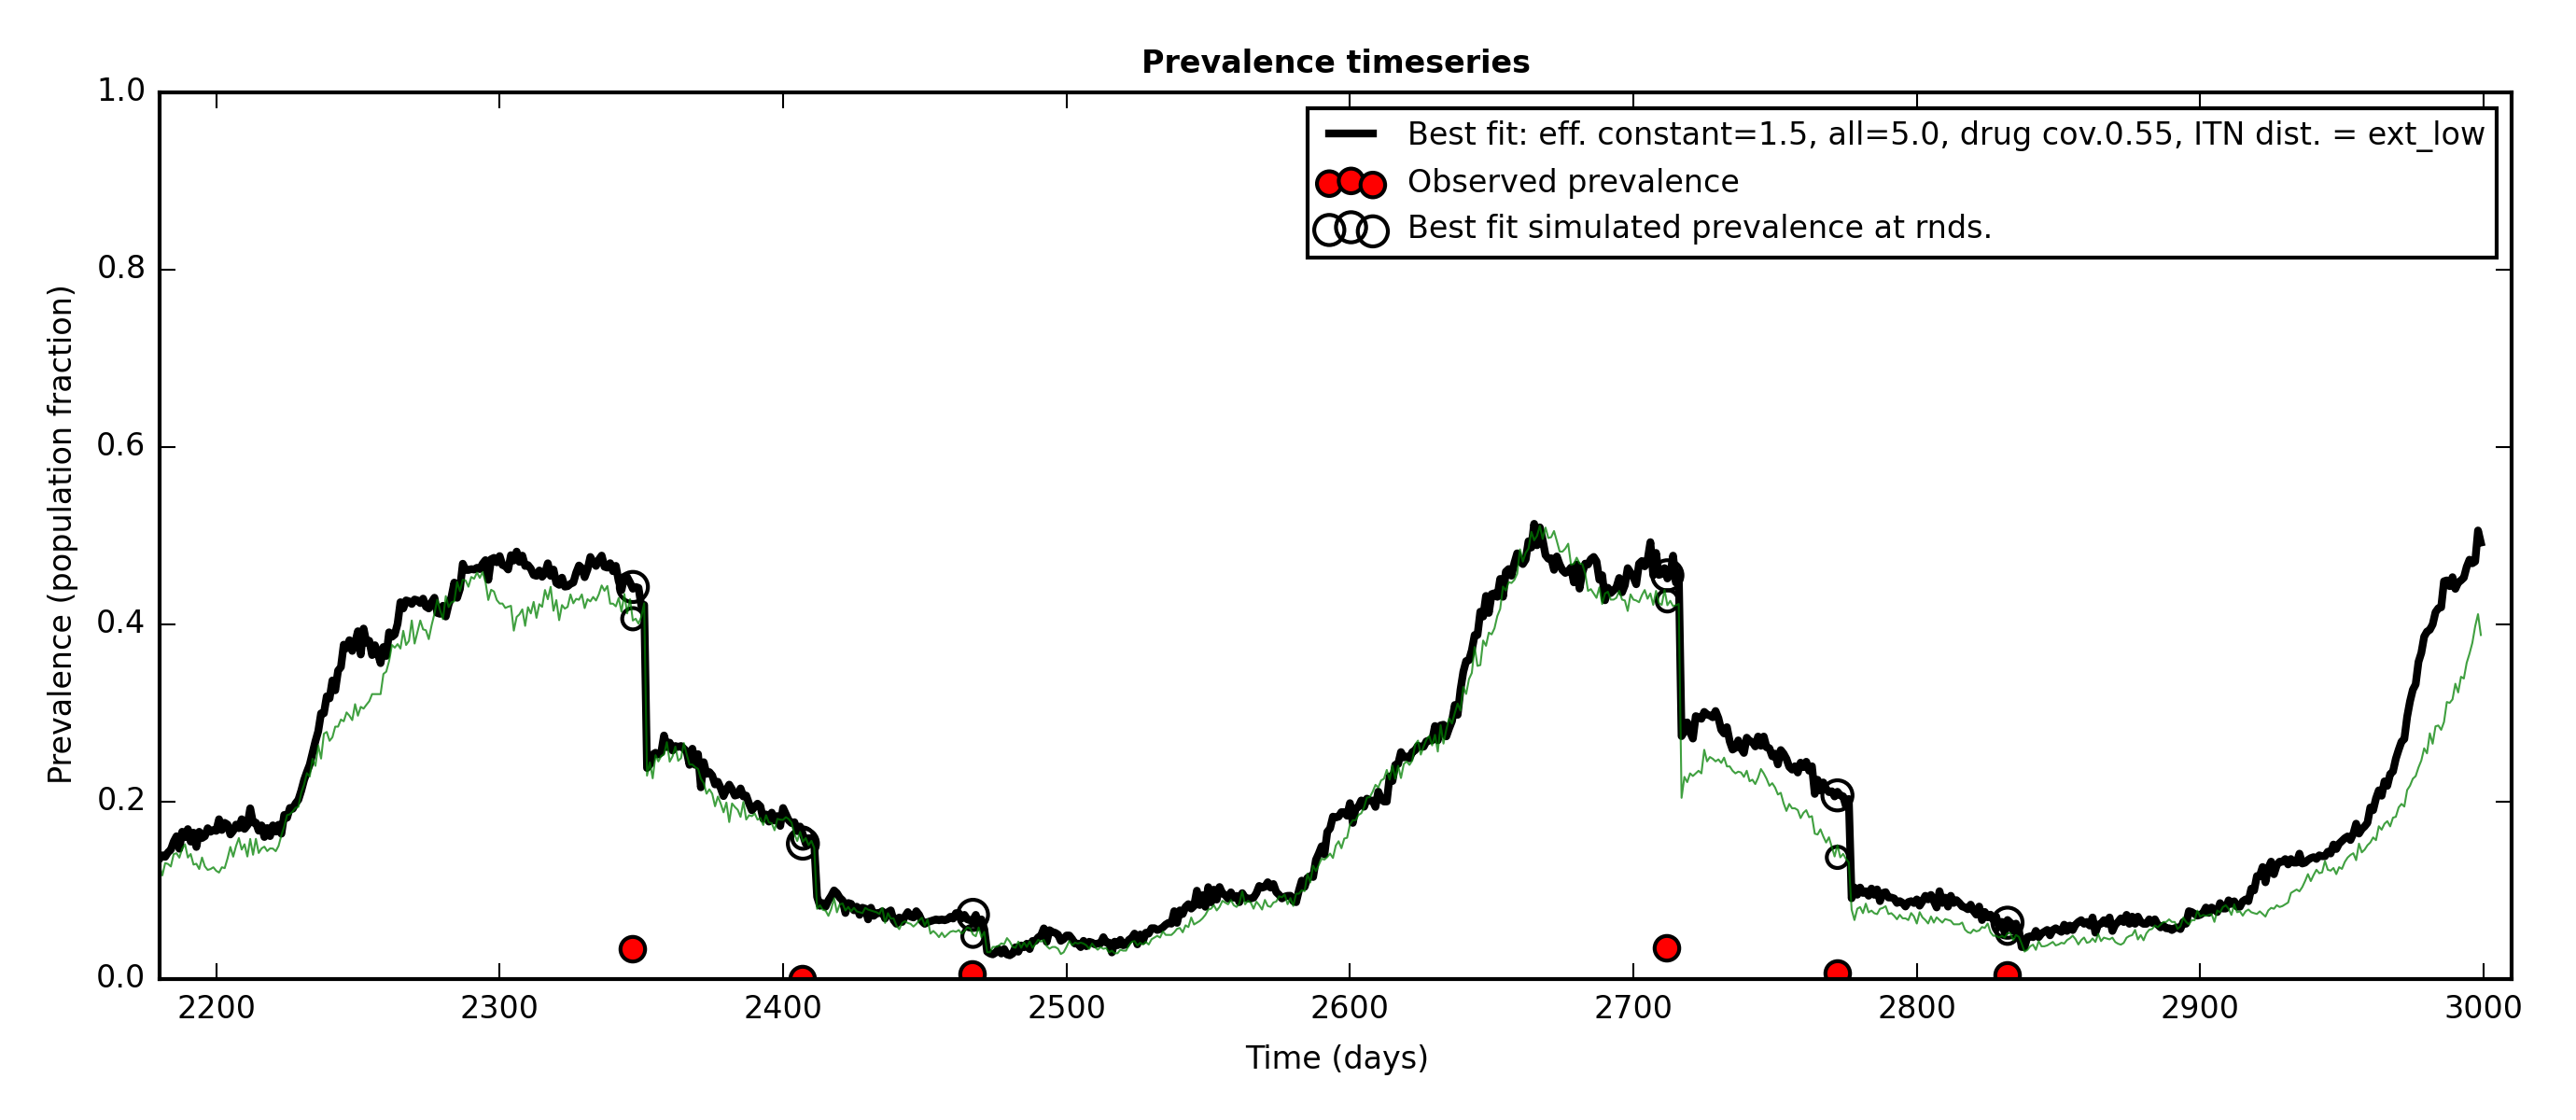 Prevalence timeseries
Best fit: eff. constant=1.5, all=5.0, drug cov.0.55, ITN dist. = ext_low
Observed prevalence
Best fit simulated prevalence at rnds.
Prevalence (population fraction)
1.0
0.8
0.6
0.4
0.2
0.0
2200 2300 2400 2500 2600 2700 2800 2900 3000
Time (days)